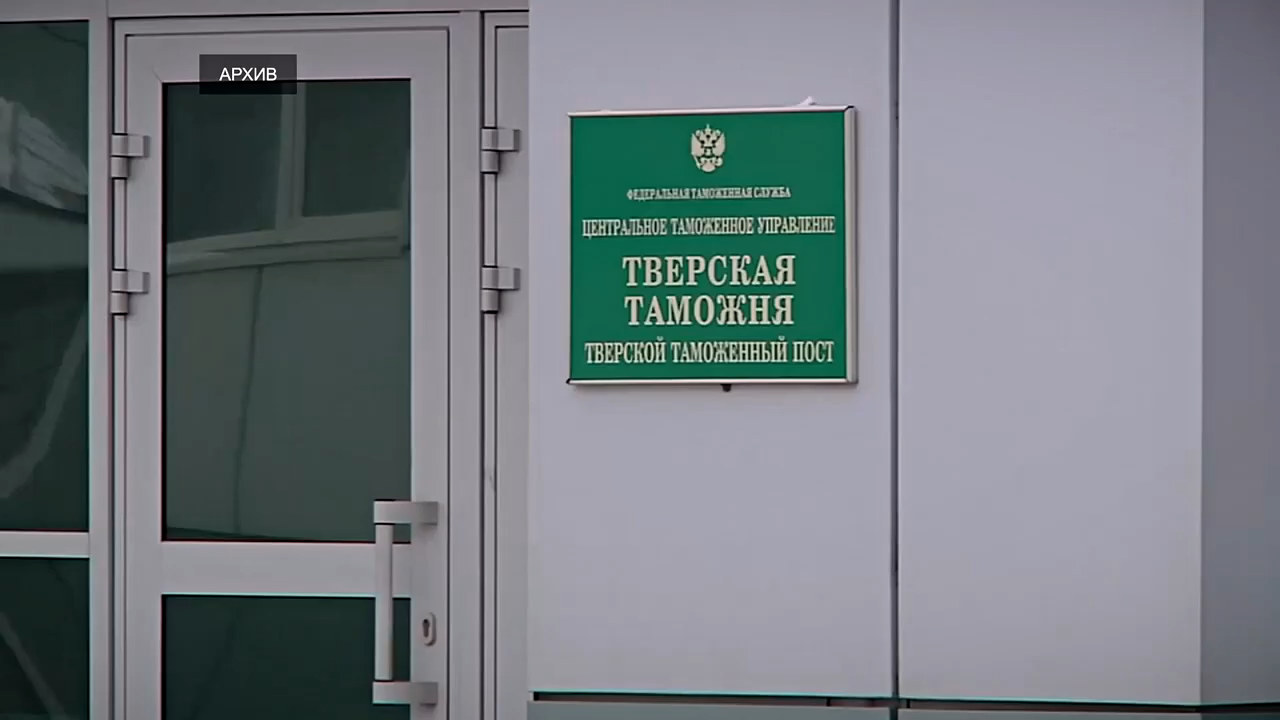 АРХИВ
ФЕДЕРАЛЬНАЯ ТАМОЖЕННАЯ СЛУЖБА
ЦЕНТРАЛЬНОЕ ТАМОЖЕННОЕ УПРАВЛЕНИЕ
ТВЕРСКАЯ
ТАМОЖНЯ
ТВЕРСКОЙ ТАМОЖЕННЫЙ ПОСТ